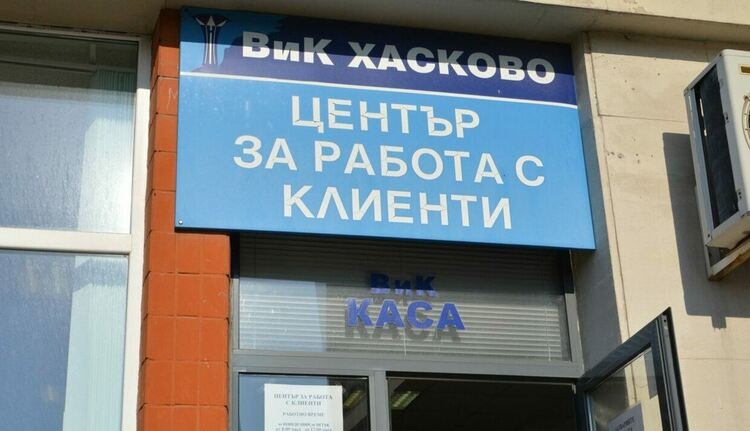 ВиК ХАСКОВО
ЦЕНТЪР
ЗА РАБОТА С
КЛИЕНТИ
ВиК
КАСА
ЦЕНТЪР ЗА РАБОТА
С КЛИЕНТИ
РАБОТНО ВРЕМЕ